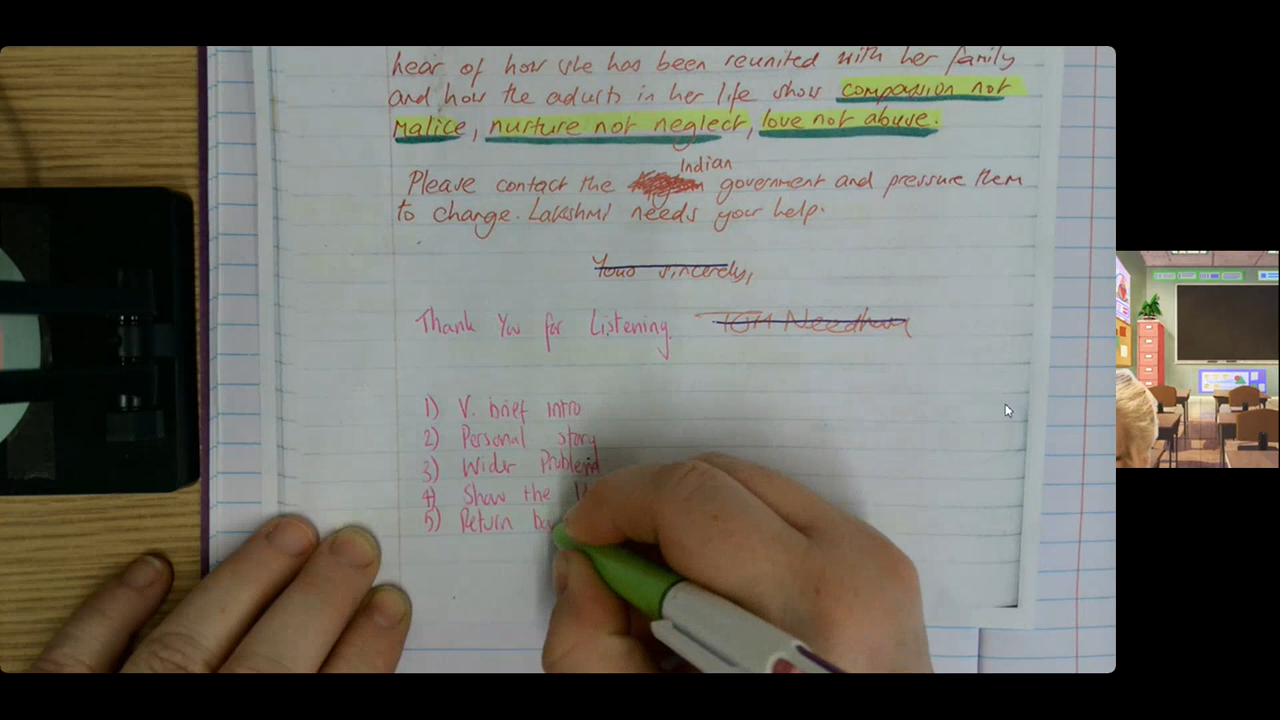 hear of how she has been reunited with her family
and how the adults in her life show compassion not
Malice, nurture not neglect, love not abuse.
Indian
Please contact the government and pressure them
to change. Lakshmi needs your help.
Yours sincerely,
Thank You for Listening. Tom Needham
1) V. brief intro
2) Personal story
3) Wider Problem
4) Show the
5) Return